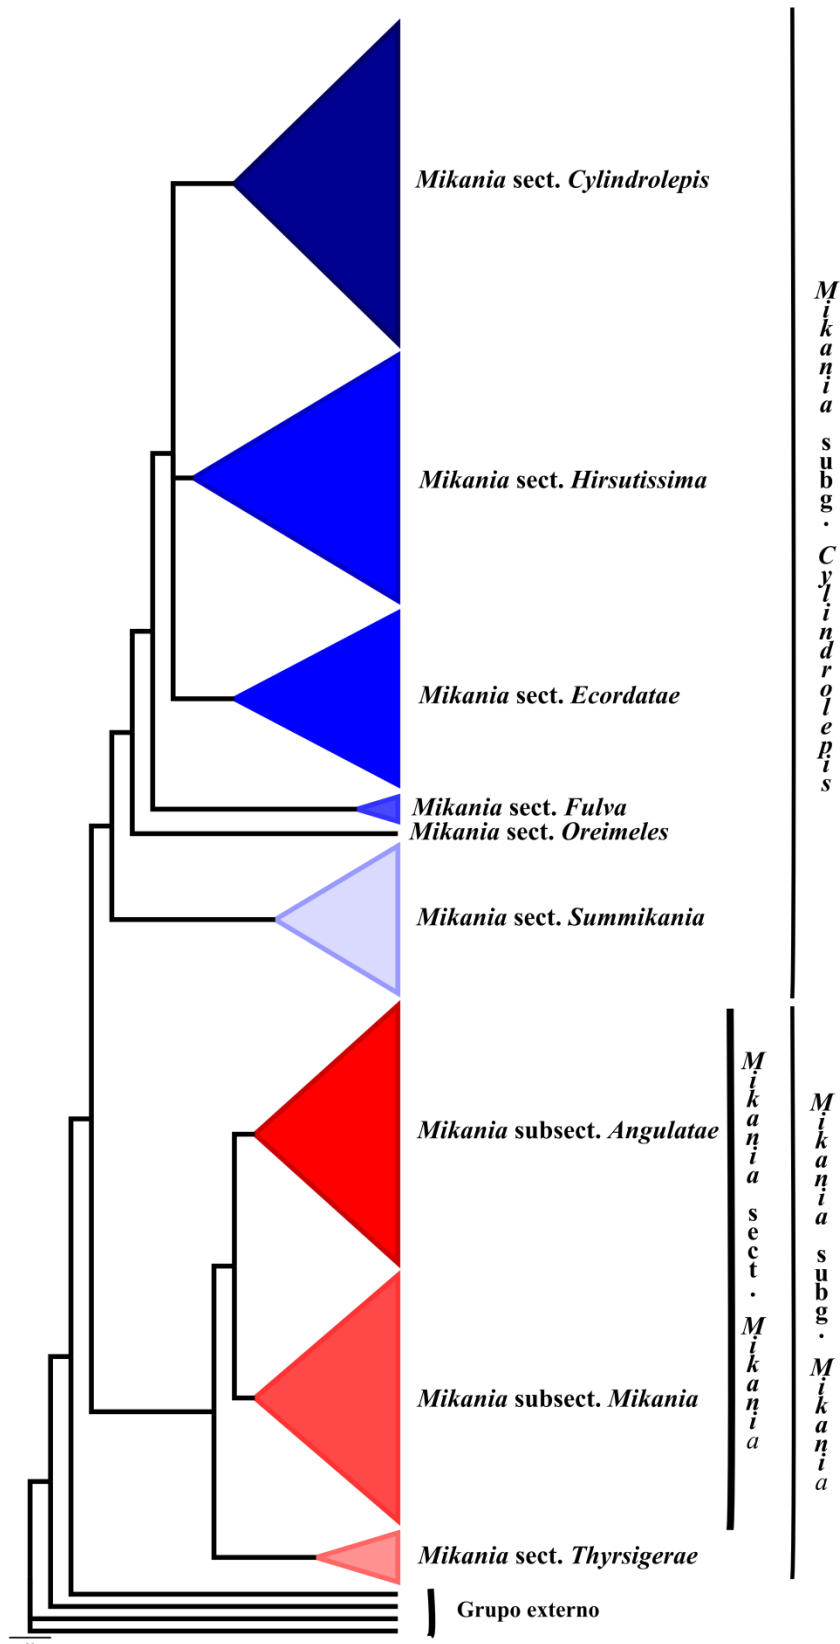 Mikania sect. Cylindrolepis
Mikania sect. Hirsutissima
Mikania sect. Ecordatae
Mikania sect. Fulva
Mikania sect. Oreimeles
Mikania sect. Summikania
Mikania subg. Cylindrolepis
Mikania subsect. Angulatae
Mikania subsect. Mikania
Mikania sect. Mikania
Mikania sect. Thyrsigerae
Mikania subg. Mikania
Grupo externo